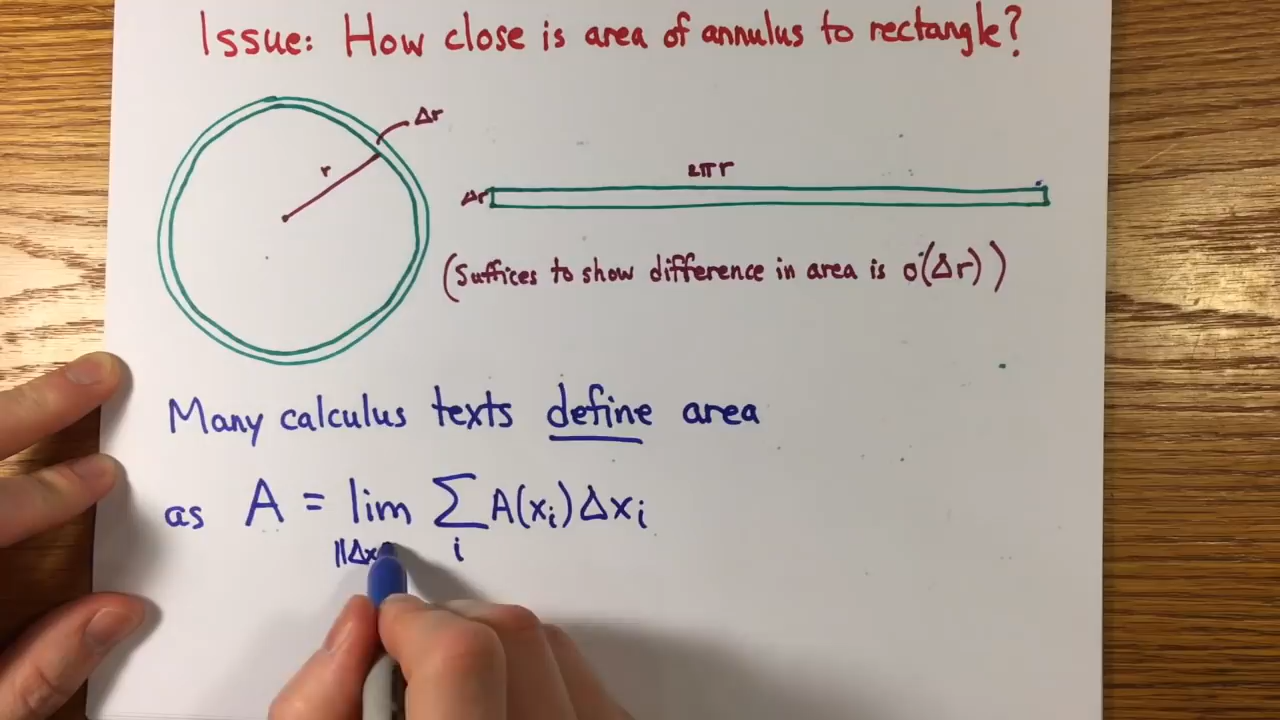 Issue: How close is area of annulus to rectangle?
Δr
r
2πr
Δr
(Suffices to show difference in area is o(Δr))
Many calculus texts define area
as A = lim ∑ A(xᵢ) Δxᵢ
||Δx i